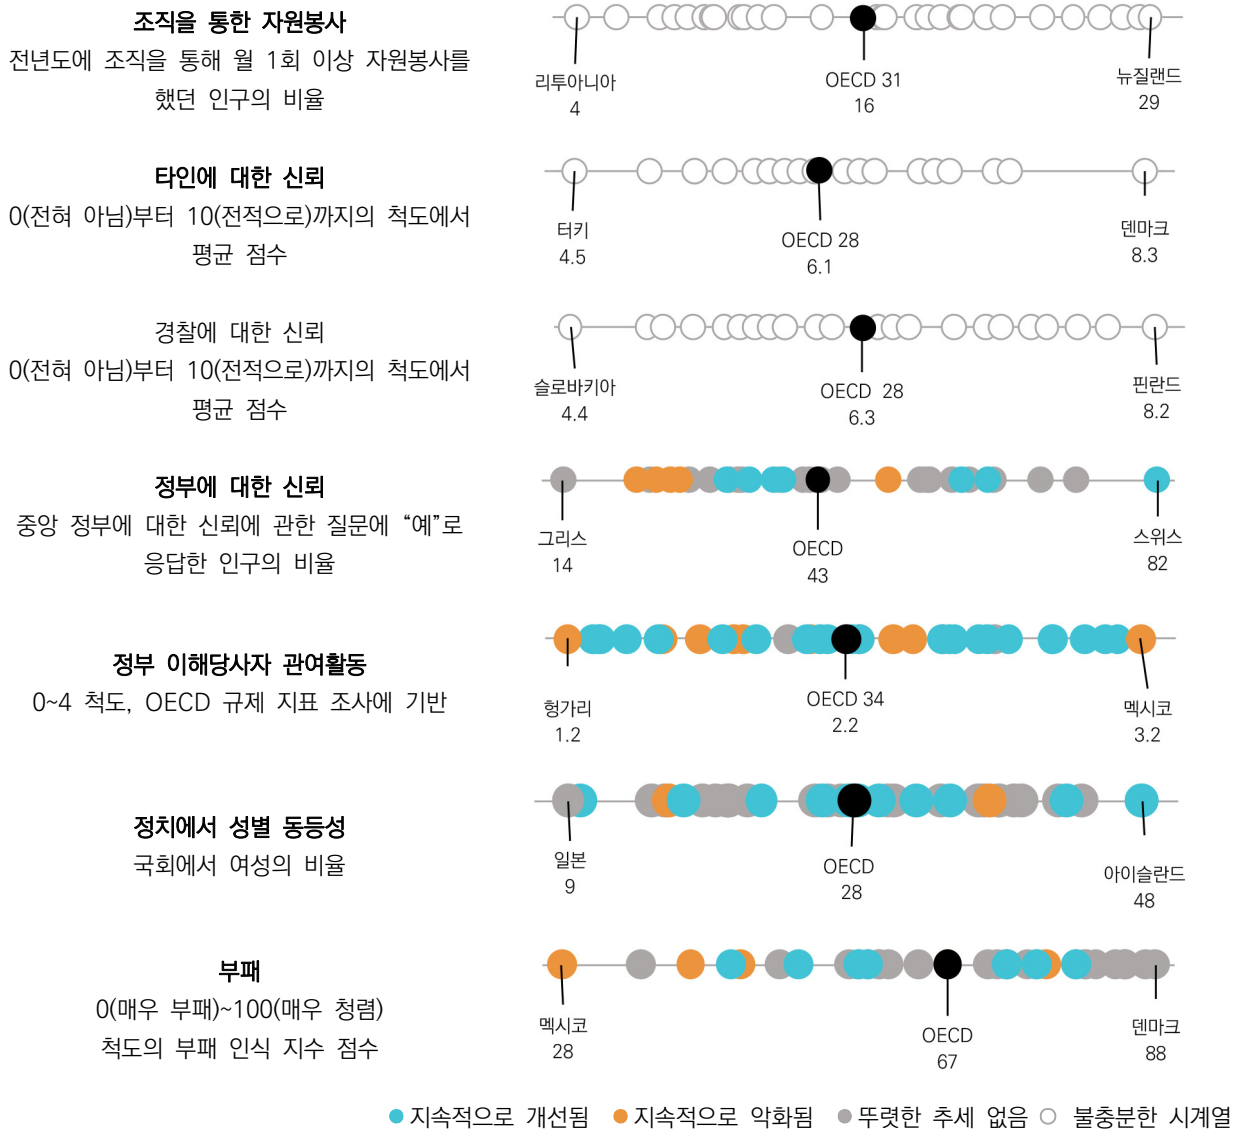 조직을 통한 자원봉사
전년도에 조직을 통해 월 1회 이상 자원봉사를
했던 인구의 비율
리투아니아
4
OECD 31
16
뉴질랜드
29
타인에 대한 신뢰
0(전혀 아님)부터 10(전적으로)까지의 척도에서
평균 점수
터키
4.5
OECD 28
6.1
덴마크
8.3
경찰에 대한 신뢰
0(전혀 아님)부터 10(전적으로)까지의 척도에서
평균 점수
슬로바키아
4.4
OECD 28
6.3
핀란드
8.2
정부에 대한 신뢰
중앙 정부에 대한 신뢰에 관한 질문에 “예”로
응답한 인구의 비율
그리스
14
OECD
43
스위스
82
정부 이해당사자 관여활동
0~4 척도, OECD 규제 지표 조사에 기반
헝가리
1.2
OECD 34
2.2
멕시코
3.2
정치에서 성별 동등성
국회에서 여성의 비율
일본
9
OECD
28
아이슬란드
48
부패
0(매우 부패)~100(매우 청렴)
척도의 부패 인식 지수 점수
멕시코
28
OECD
67
덴마크
88
지속적으로 개선됨 지속적으로 악화됨 뚜렷한 추세 없음 불충분한 시계열